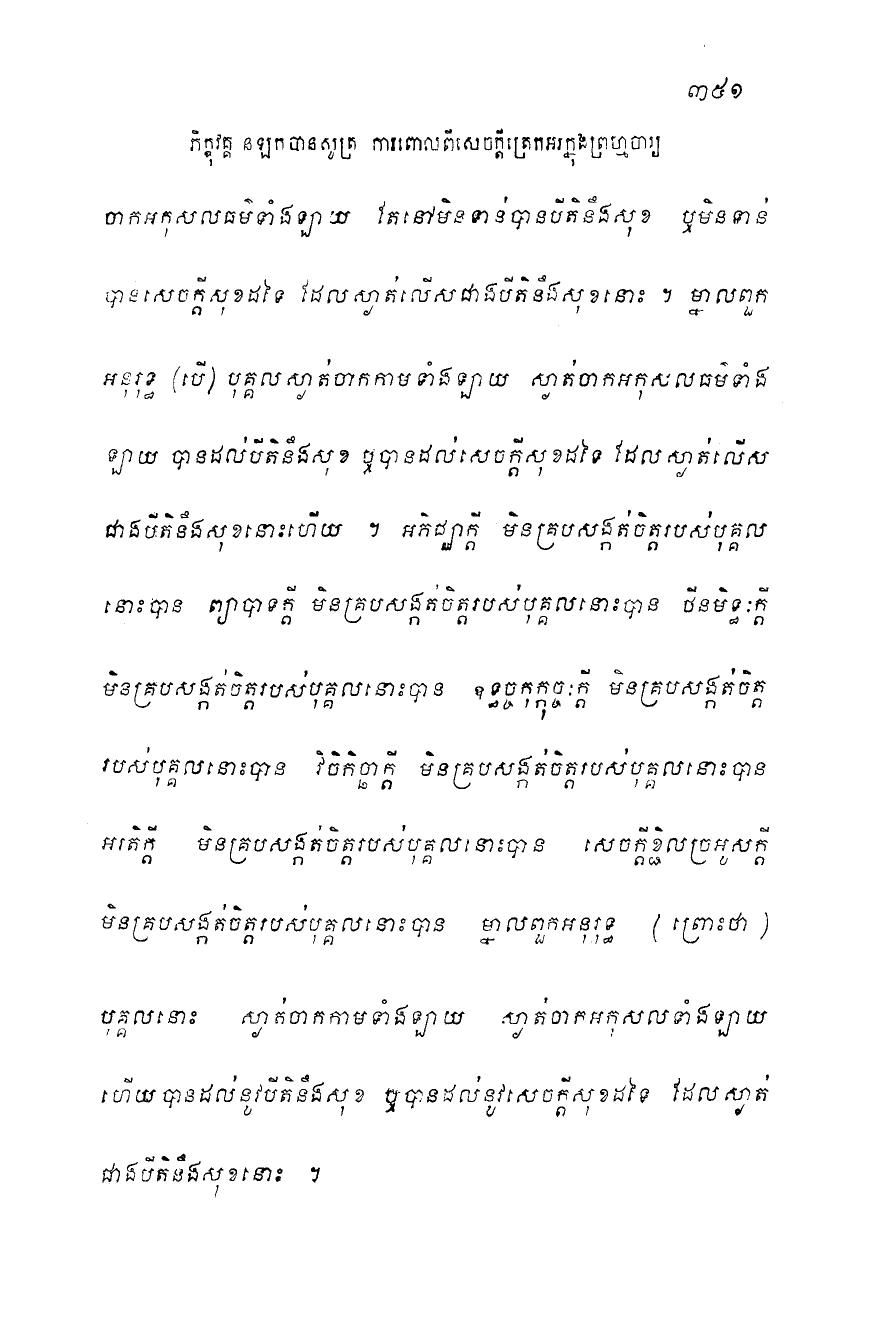 ៣៥១
ភិក្ខុវគ្គ នឡកបានសូត្រ ការពោលពីសេចក្តីត្រេកអរក្នុងព្រហ្មចារ្យ
ចាកអកុសលធម៌ទាំងឡាយ តែនៅមិនទាន់បានបីតិនឹងសុខ ឬមិនទាន់
បានសេចក្តីសុខដទៃ ដែលស្ងាត់លើសជាងបីតិនឹងសុខនោះ ។ ម្នាលពួក
អនុរុទ្ធ (បើ) បុគ្គលស្ងាត់ចាកកាមទាំងឡាយ ស្ងាត់ចាកអកុសលធម៌ទាំង
ឡាយ បានដល់បីតិនឹងសុខ ឬបានដល់សេចក្តីសុខដទៃ ដែលស្ងាត់លើស
ជាងបីតិនឹងសុខនោះហើយ ។ អភិជ្ឈាក្តី មិនគ្របសង្កត់ចិត្តរបស់បុគ្គល
នោះបាន ព្យាបាទក្តី មិនគ្របសង្កត់ចិត្តរបស់បុគ្គលនោះបាន ថីនមិទ្ធៈក្តី
មិនគ្របសង្កត់ចិត្តរបស់បុគ្គលនោះបាន ឧទ្ធច្ចកុក្កុច្ចៈក្តី មិនគ្របសង្កត់ចិត្ត
របស់បុគ្គលនោះបាន វិចិកិច្ឆាក្តី មិនគ្របសង្កត់ចិត្តរបស់បុគ្គលនោះបាន
អរតិក្តី មិនគ្របសង្កត់ចិត្តរបស់បុគ្គលនោះបាន សេចក្តីខ្ជិលច្រអូសក្តី
មិនគ្របសង្កត់ចិត្តរបស់បុគ្គលនោះបាន ម្នាលពួកអនុរុទ្ធ (ព្រោះថា)
បុគ្គលនោះ ស្ងាត់ចាកកាមទាំងឡាយ ស្ងាត់ចាកអកុសលទាំងឡាយ
ហើយបានដល់នូវបីតិនឹងសុខ ឬបានដល់នូវសេចក្តីសុខដទៃ ដែលស្ងាត់
ជាងបីតិនឹងសុខនោះ ។